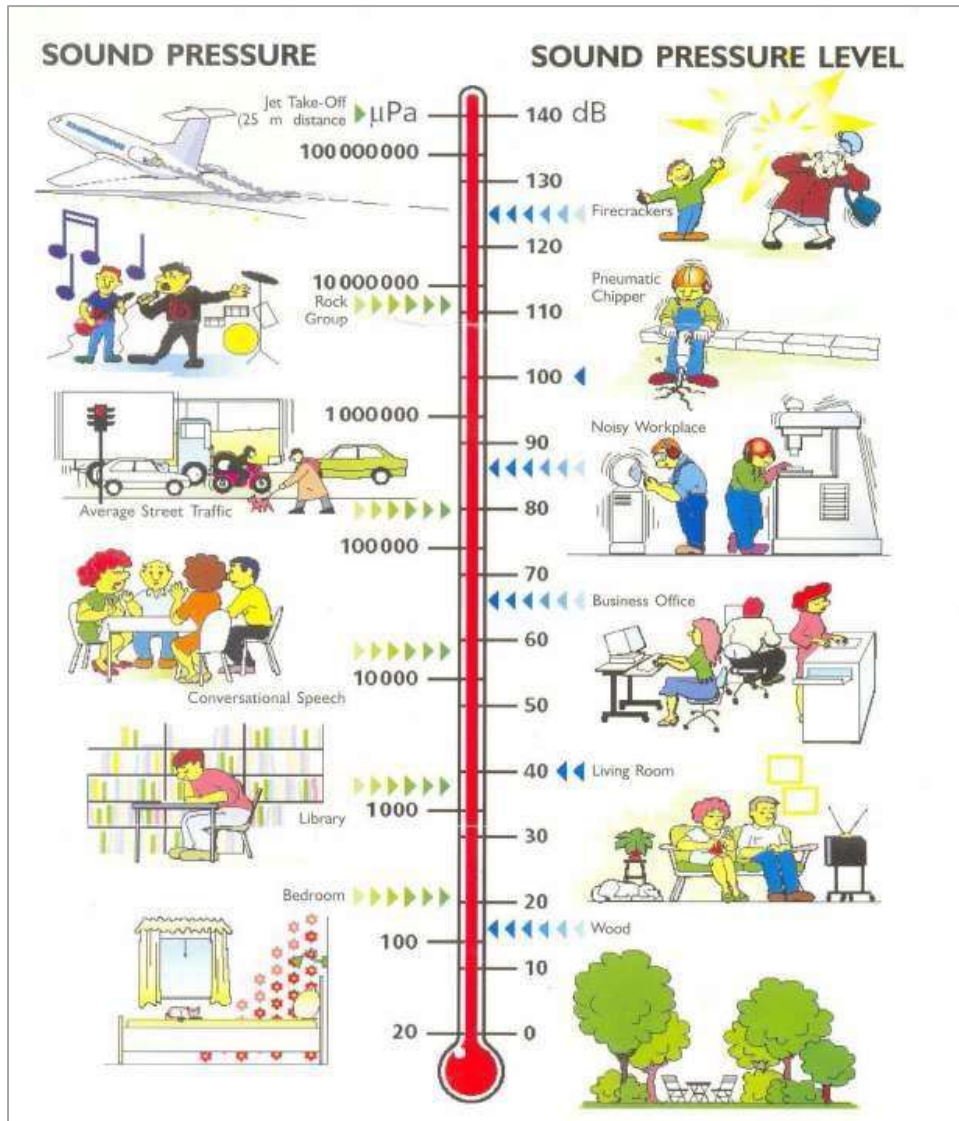 SOUND PRESSURE
SOUND PRESSURE LEVEL
Jet Take-Off
(25 m distance
μPa
140 dB
100 000 000
130
Firecrackers
120
10 000 000
Rock
Group
Pneumatic
Chipper
110
100
1 000 000
Noisy Workplace
90
Average Street Traffic
80
100 000
70
Business Office
60
10 000
Conversational Speech
50
40
Living Room
1000
Library
30
Bedroom
20
Wood
100
10
20
0